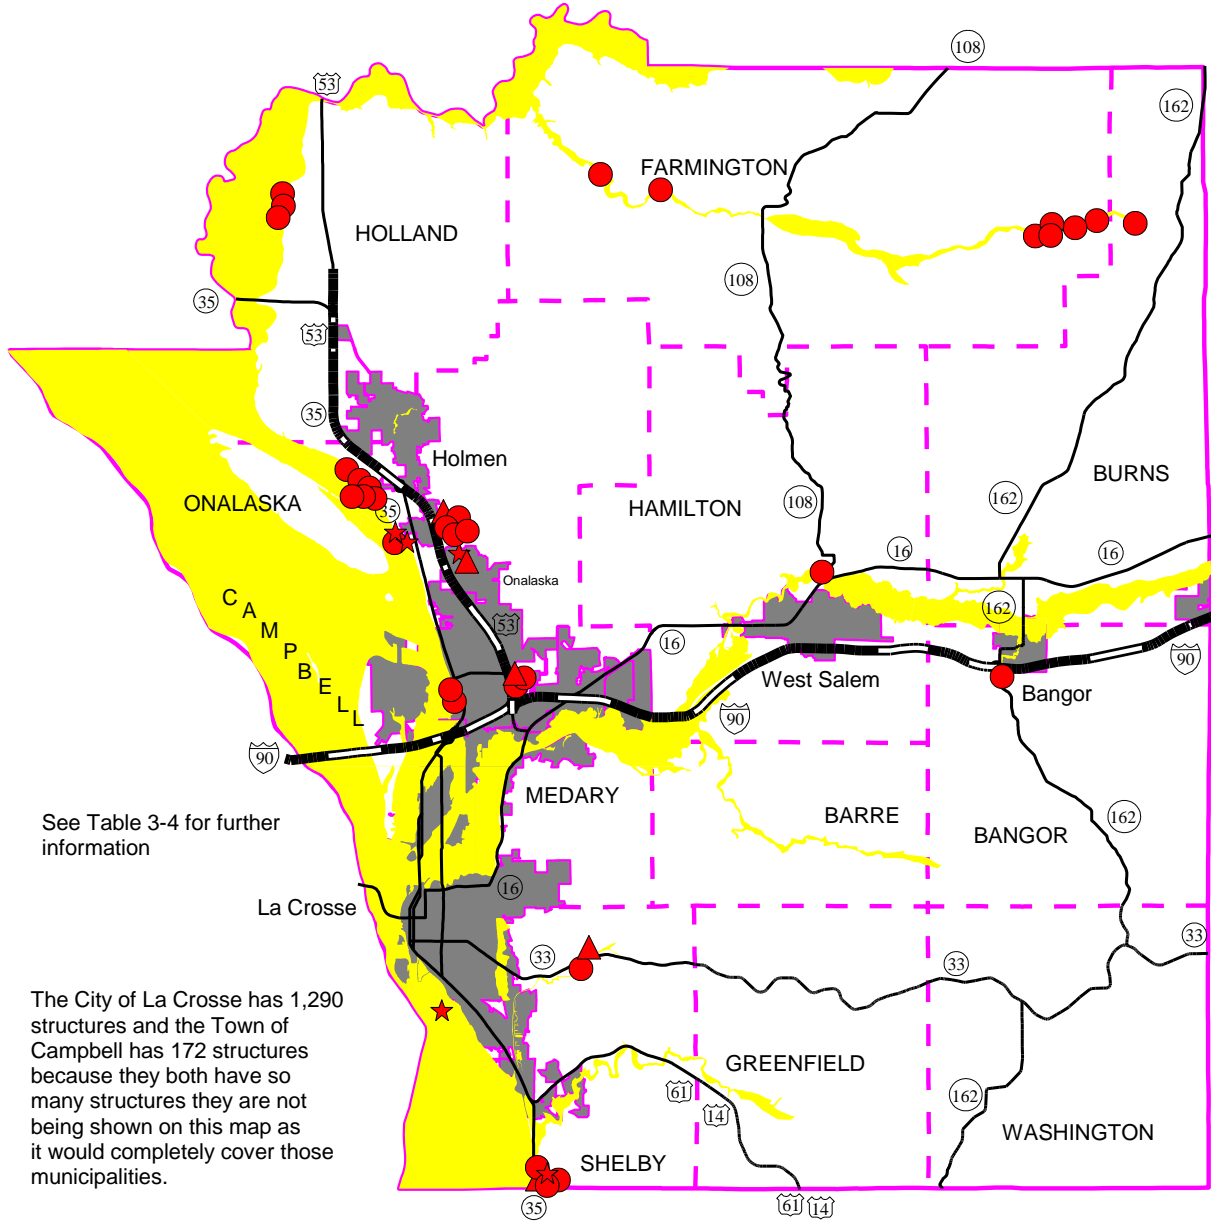 108
53
162
FARMINGTON
HOLLAND
108
35
53
35
Holmen
BURNS
ONALASKA
HAMILTON
162
108
35
16
16
Onalaska
CAMPBELL
162
53
16
West Salem
90
Bangor
90
90
MEDARY
BARRE
BANGOR
162
See Table 3-4 for further
information
16
La Crosse
33
33
33
The City of La Crosse has 1,290
structures and the Town of
Campbell has 172 structures
because they both have so
many structures they are not
being shown on this map as
it would completely cover those
municipalities.
GREENFIELD
61
14
162
WASHINGTON
SHELBY
35
61
14